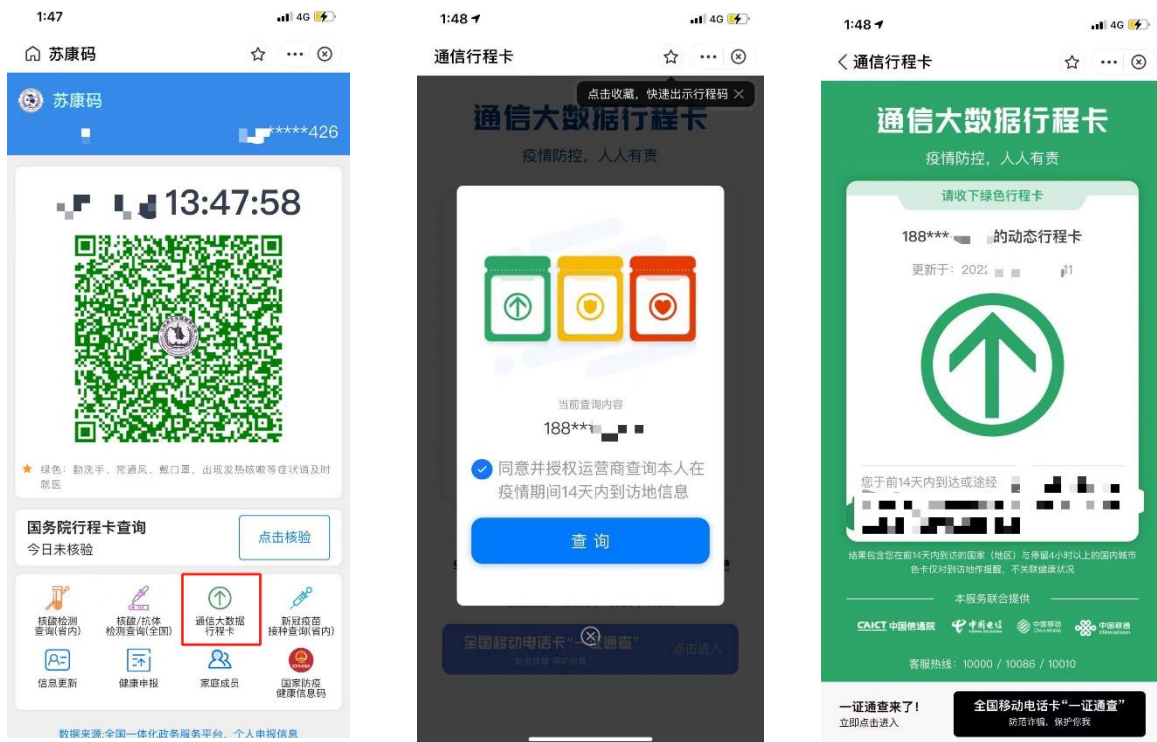 1:47
4G
苏康码
苏康码
*****426
13:47:58
绿色：勤洗手、常通风、戴口罩，出现发热咳嗽等症状请及时
就医
国务院行程卡查询
今日未核验
点击核验
核酸检测
查询(省内)
核酸/抗体
检测查询(全国)
通信大数据
行程卡
新冠疫苗
接种查询(省内)
信息更新
健康申报
家庭成员
国家防疫
健康信息码
数据来源:全国一体化政务服务平台、个人申报信息
1:48
4G
通信行程卡
点击收藏，快速出示行程码
通信大数据行程卡
疫情防控，人人有责
当前查询内容
188**
同意并授权运营商查询本人在
疫情期间14天内到访地信息
查询
全国移动电话卡“一证通查”
防范诈骗 保护你我
点击进入
1:48
4G
通信行程卡
通信大数据行程卡
疫情防控，人人有责
请收下绿色行程卡
188***
的动态行程卡
更新于：202
11
您于前14天内到达或途经
结果包含您在前14天内到访的国家（地区）与停留4小时以上的国内城市
色卡仅对到访地作提醒，不关联健康状况
本服务联合提供
CAICT 中国信通院
中国电信
中国移动
China Mobile
中国联通
China unicom
客服热线：10000 / 10086 / 10010
一证通查来了！
立即点击进入
全国移动电话卡“一证通查”
防范诈骗、保护你我